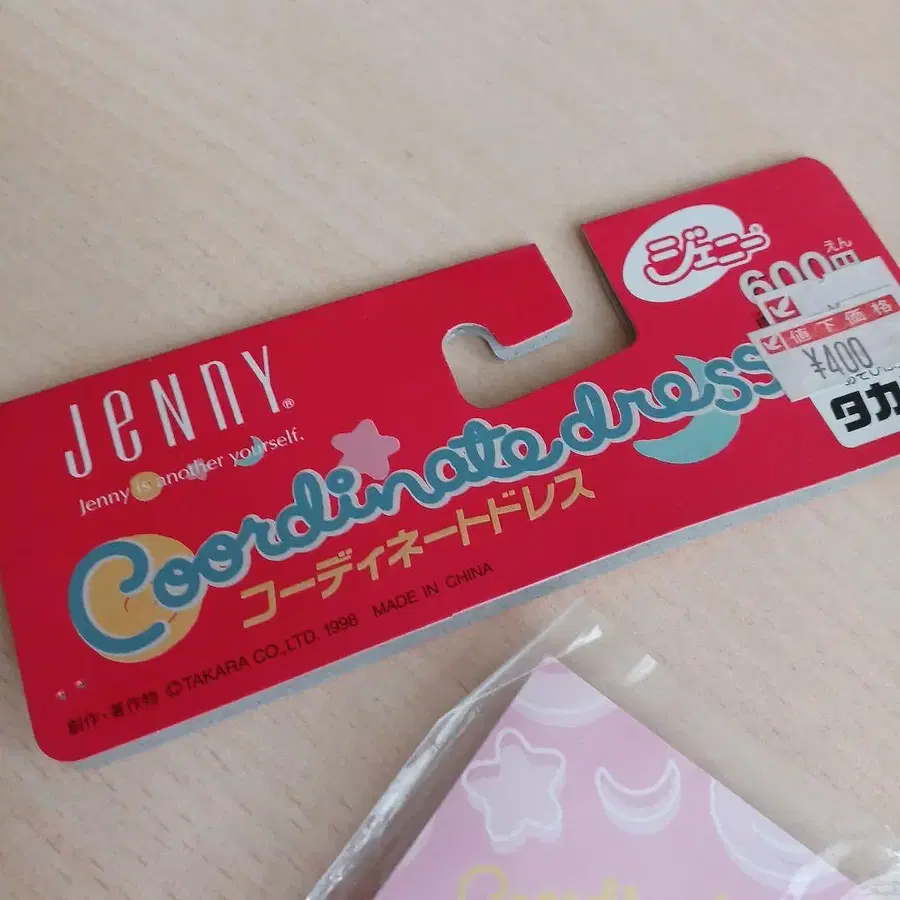 JeNNY®
Jenny is another yourself.
ジェニー
えん
600円
値下価格
¥400
タカ
Coordinate dress
コーディネートドレス
創作・著作物 ©TAKARA CO.,LTD. 1998 MADE IN CHINA